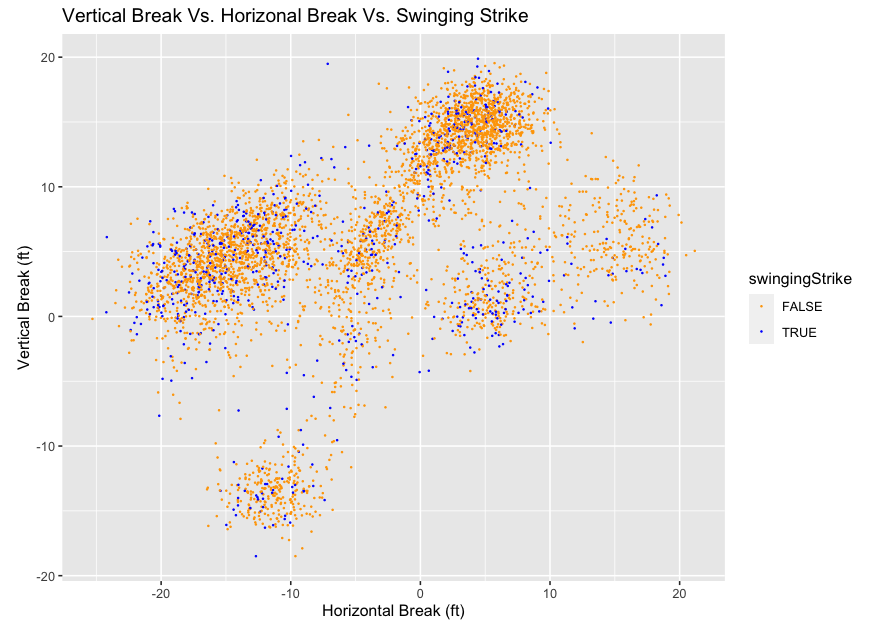 Vertical Break Vs. Horizonal Break Vs. Swinging Strike
Vertical Break (ft)
20
10
0
-10
-20
-20
-10
0
10
20
Horizontal Break (ft)
swingingStrike
FALSE
TRUE